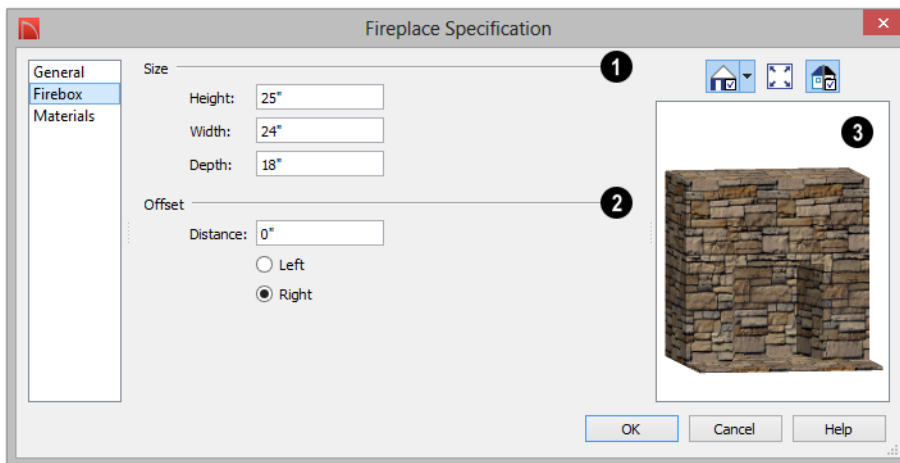 Fireplace Specification
General
Firebox
Materials
Size
1
Height: 25"
Width: 24"
Depth: 18"
Offset
2
Distance: 0"
Left
Right
3
OK
Cancel
Help